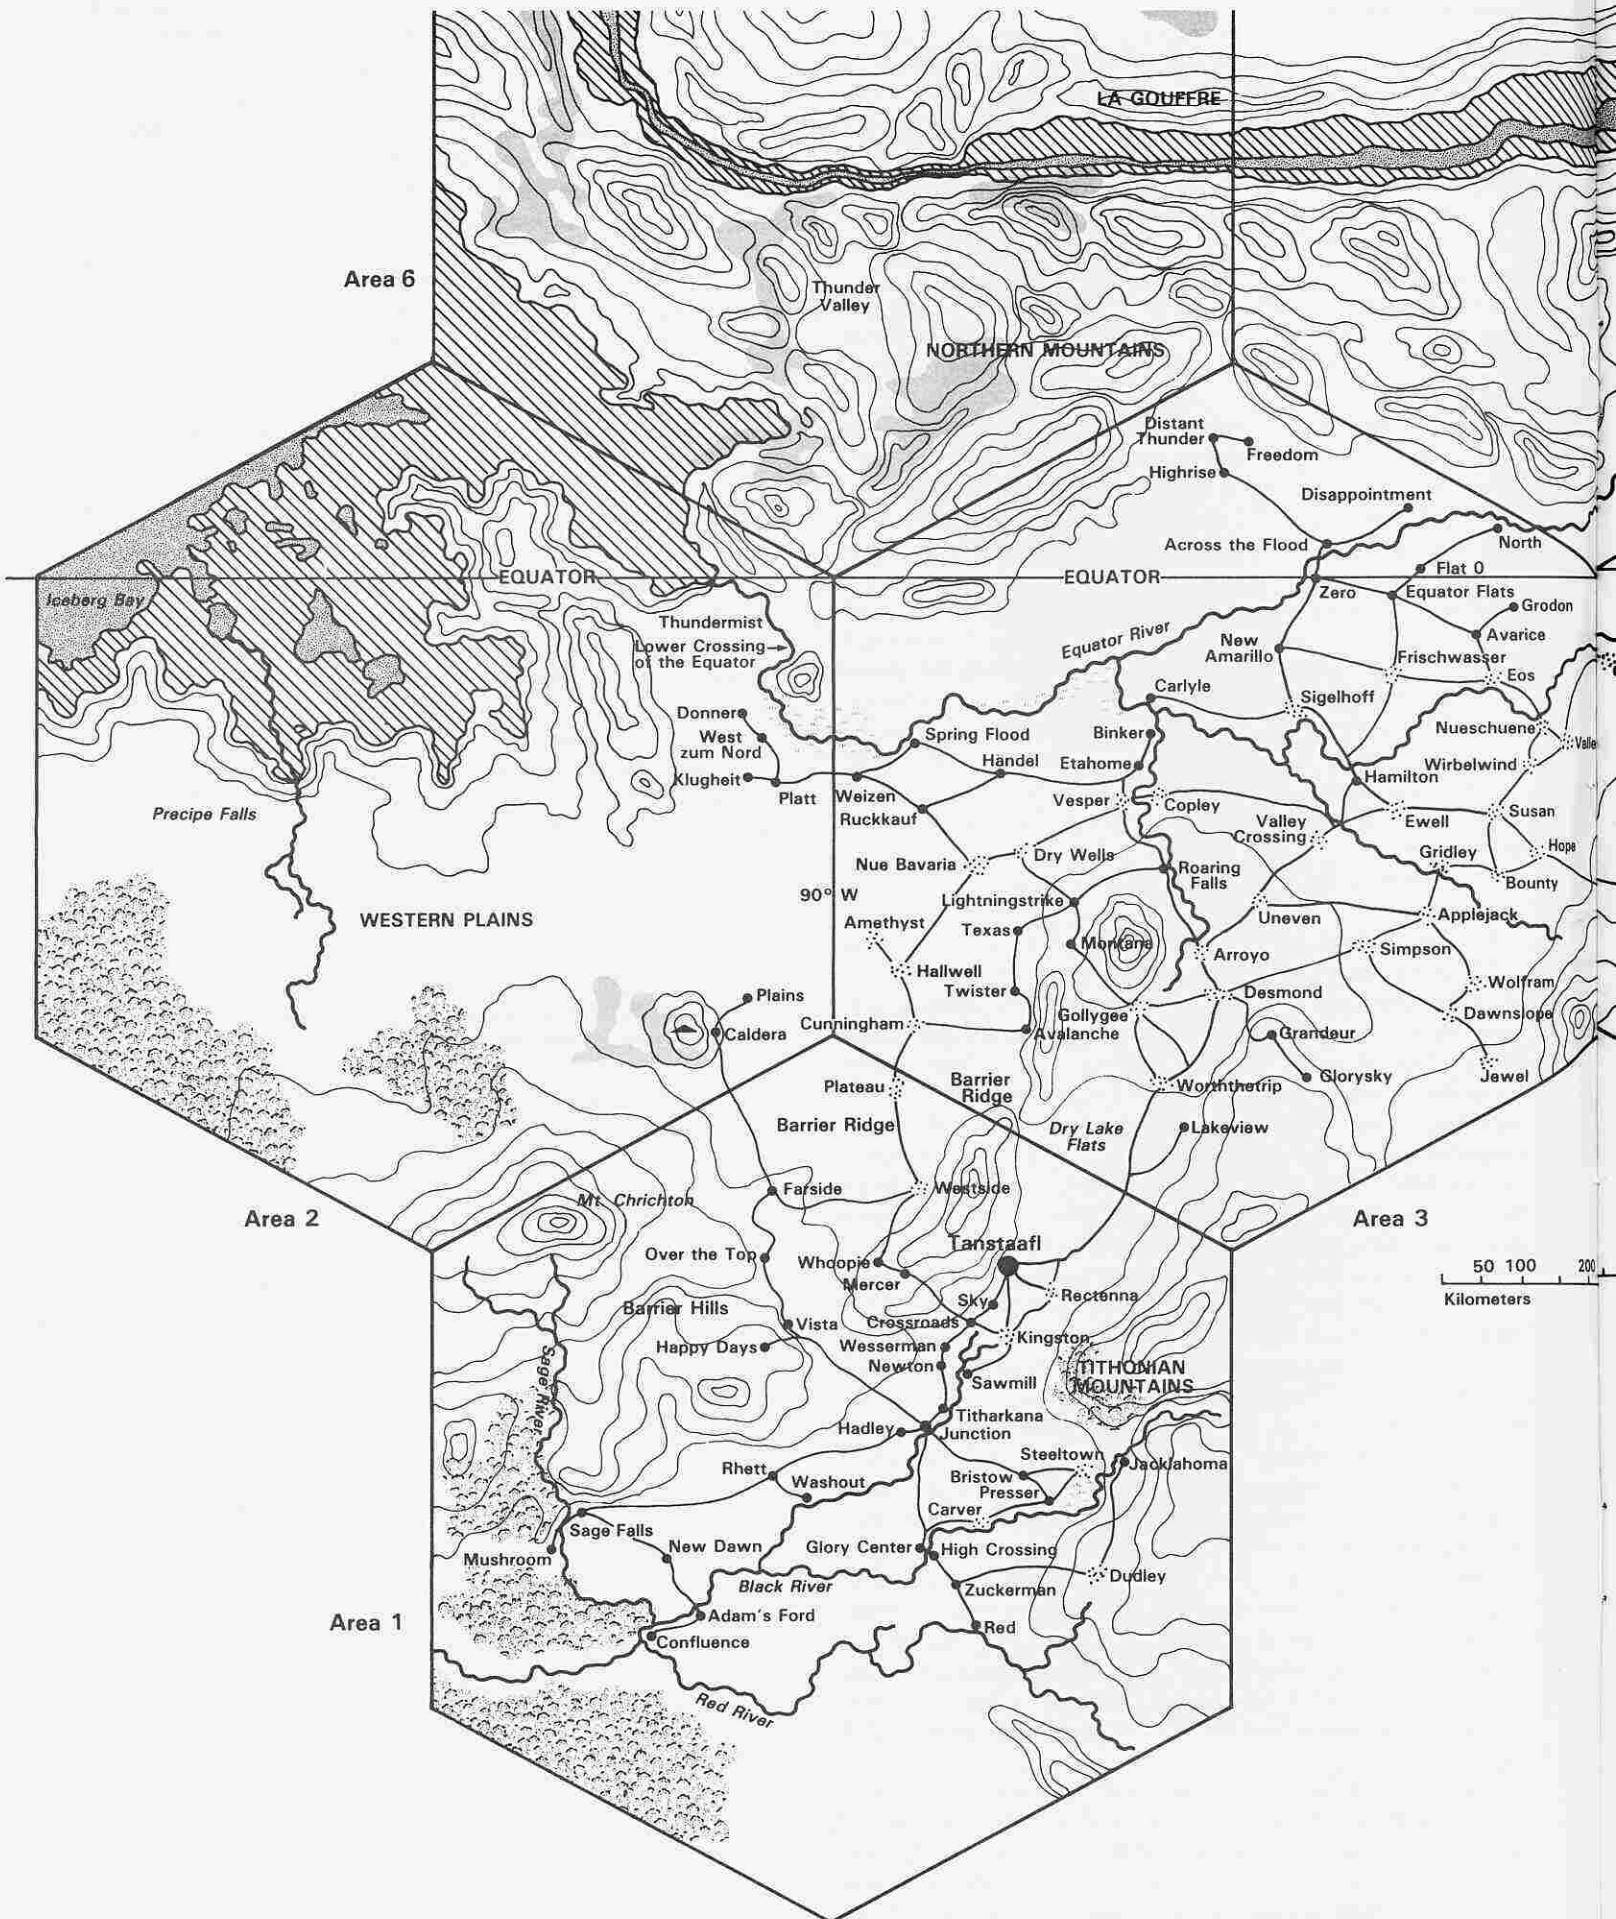 LA GOUFFRE
Area 6
Thunder
Valley
NORTHERN MOUNTAINS
Distant
Thunder
Freedom
Highrise
Disappointment
Across the Flood
North
EQUATOR
EQUATOR
Flat 0
Iceberg Bay
Zero
Equator Flats
Grodon
Thundermist
Equator River
New
Amarillo
Avarice
Lower Crossing
of the Equator
Frischwasser
Eos
Carlyle
Sigelhoff
Donner
West
zum Nord
Spring Flood
Binker
Nueschuene
Valle
Klugheit
Händel
Etahome
Wirbelwind
Hamilton
Platt
Weizen
Vesper
Copley
Precipe Falls
Ruckkauf
Valley
Crossing
Ewell
Susan
Nue Bavaria
Dry Wells
Gridley
Hope
Roaring
Falls
Bounty
90° W
Lightningstrike
WESTERN PLAINS
Amethyst
Texas
Uneven
Applejack
Montana
Arroyo
Simpson
Hallwell
Twister
Wolfram
Plains
Desmond
Cunningham
Gollygee
Dawnslope
Caldera
Avalanche
Grandeur
Plateau
Barrier
Ridge
Worththetrip
Glorysky
Jewel
Barrier Ridge
Dry Lake
Flats
Lakeview
Farside
Westside
Mt. Chrichton
Area 2
Area 3
Tanstaafl
Over the Top
Whoopie
Mercer
50 100 200
Kilometers
Sky
Rectenna
Barrier Hills
Vista
Crossroads
Kingston
Happy Days
Wesserman
Newton
Sage River
Sawmill
TITHONIAN
MOUNTAINS
Hadley
Titharkana
Junction
Steeltown
Jacklahoma
Rhett
Washout
Bristow
Presser
Carver
Sage Falls
New Dawn
Glory Center
High Crossing
Mushroom
Black River
Zuckerman
Dudley
Area 1
Adam's Ford
Red
Confluence
Red River